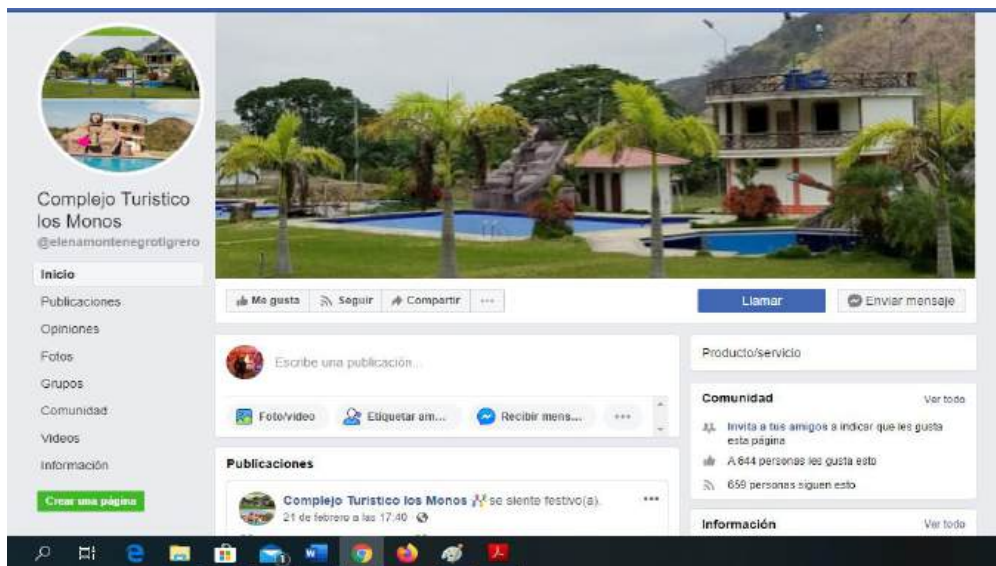 Complejo Turistico
los Monos
@elenamontenegrotigrero
Inicio
Publicaciones
Opiniones
Fotos
Grupos
Comunidad
Videos
Información
Crear una página
Me gusta
Seguir
Compartir
Llamar
Enviar mensaje
Escribe una publicación...
Foto/video
Etiquetar am...
Recibir mens...
Publicaciones
Complejo Turistico los Monos se siente festivo(a).
21 de febrero a las 17:40
Producto/servicio
Comunidad Ver todo
Invita a tus amigos a indicar que les gusta
esta página
A 644 personas les gusta esto
659 personas siguen esto
Información Ver todo